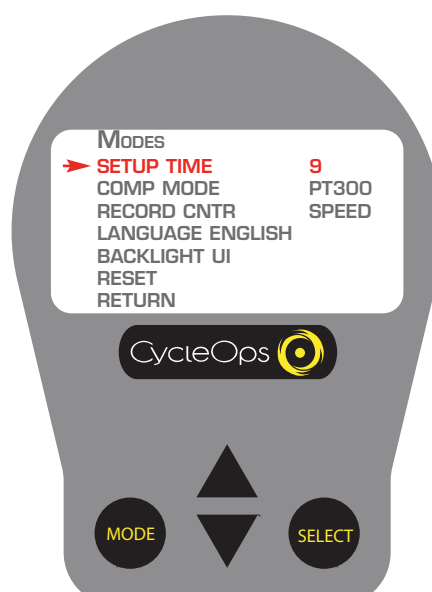 MODES
SETUP TIME 9
COMP MODE PT300
RECORD CNTR SPEED
LANGUAGE ENGLISH
BACKLIGHT UI
RESET
RETURN
CycleOps
MODE
SELECT